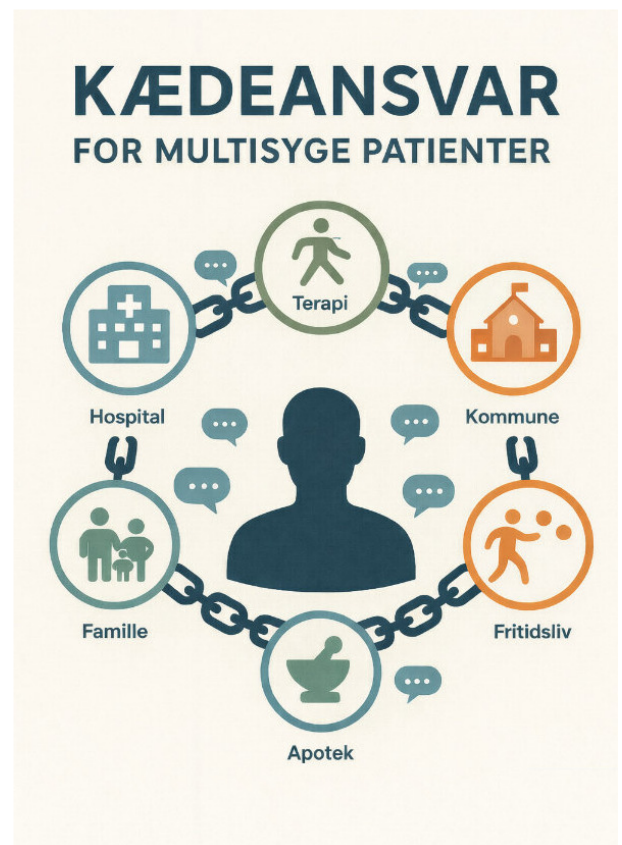 KÆDEANSVAR
FOR MULTISYGE PATIENTER
Terapi
Hospital
Kommune
Famille
Fritidsliv
Apotek